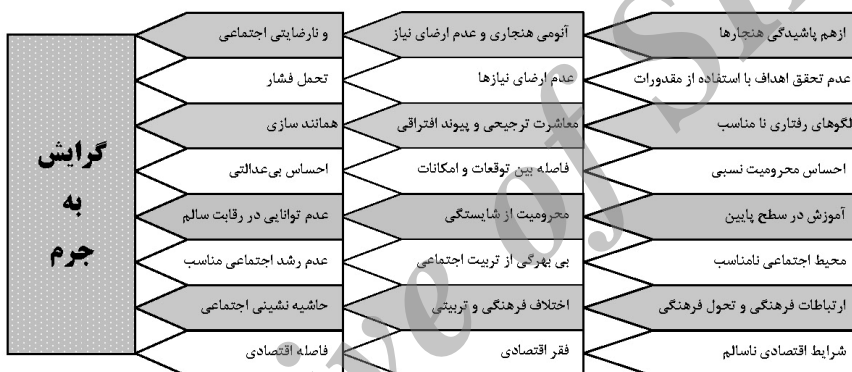 ازهم پاشیدگی هنجارها
آنومی هنجاری و عدم ارضای نیاز
و نارضایتی اجتماعی
عدم تحقق اهداف با استفاده از مقدورات
عدم ارضای نیازها
تحمل فشار
لگوهای رفتاری نا مناسب
معاشرت ترجیحی و پیوند افتراقی
همانند سازی
احساس محرومیت نسبی
فاصله بین توقعات و امکانات
احساس بی‌عدالتی
آموزش در سطح پایین
محرومیت از شایستگی
عدم توانایی در رقابت سالم
محیط اجتماعی نامناسب
بی بهرگی از تربیت اجتماعی
عدم رشد اجتماعی مناسب
ارتباطات فرهنگی و تحول فرهنگی
اختلاف فرهنگی و تربیتی
حاشیه نشینی اجتماعی
شرایط اقتصادی ناسالم
فقر اقتصادی
فاصله اقتصادی
گرایش
به
جرم
ive of S